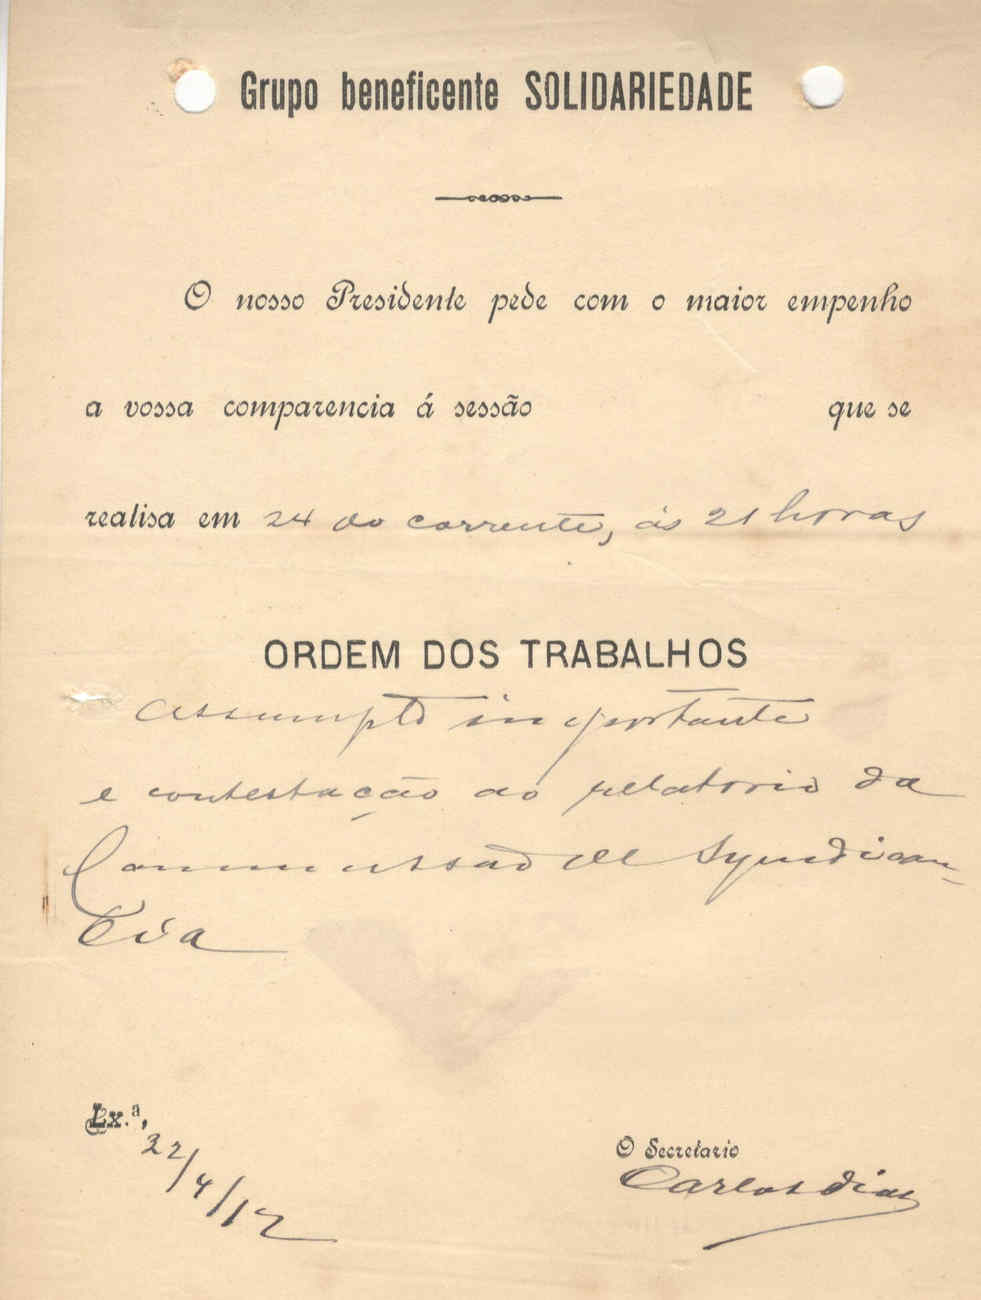 Grupo beneficente SOLIDARIEDADE
O nosso Presidente pede com o maior empenho
a vossa comparencia á sessão que se
realisa em 24 do corrente, ás 21 horas
ORDEM DOS TRABALHOS
Assumpto importante
e contestação ao relatorio da
Commissão de Syndican-
cia
Lx.ª, 22/4/12
O Secretario
Carlos Dias